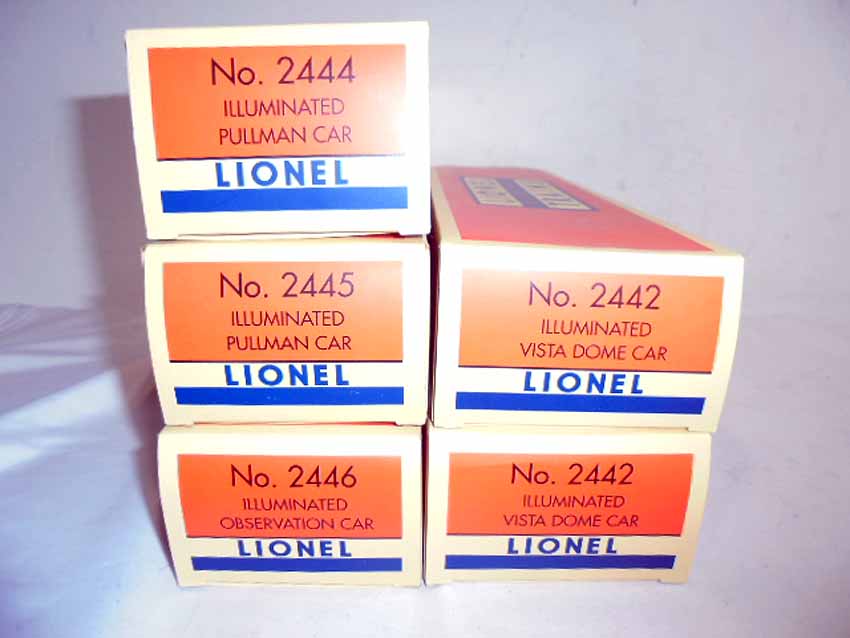 No. 2444
ILLUMINATED
PULLMAN CAR
LIONEL
No. 2445
ILLUMINATED
PULLMAN CAR
LIONEL
No. 2442
ILLUMINATED
VISTA DOME CAR
LIONEL
No. 2446
ILLUMINATED
OBSERVATION CAR
LIONEL
No. 2442
ILLUMINATED
VISTA DOME CAR
LIONEL